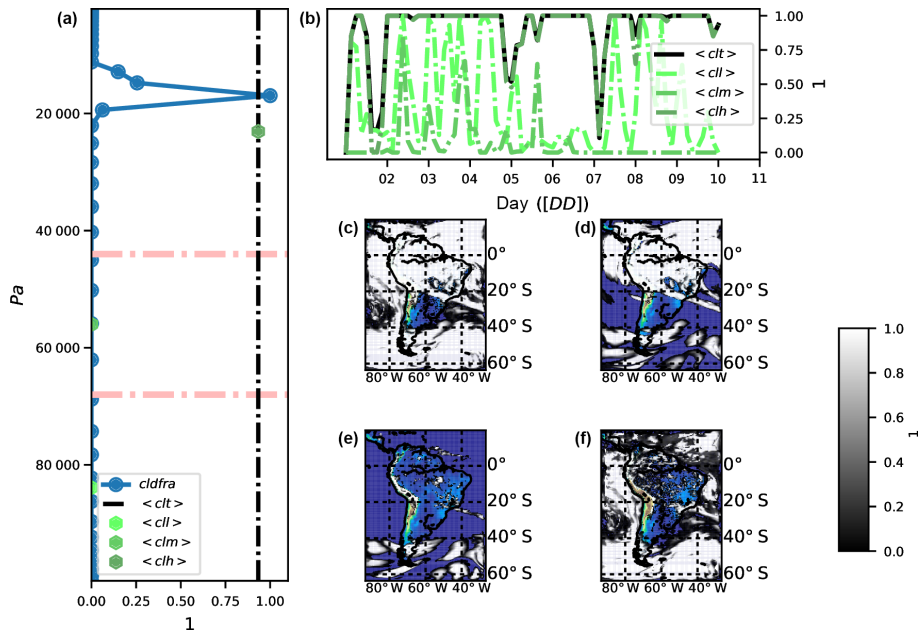 (a)
20 000
40 000
60 000
80 000
Pa
0.00 0.25 0.50 0.75 1.00
1
cldfra
<clt>
<cll>
<clm>
<clh>
(b)
1.00
0.75
0.50
0.25
0.00
1
02 03 04 05 06 07 08 09 10 11
Day ([DD])
<clt>
<cll>
<clm>
<clh>
(c)
0°
20° S
40° S
60° S
80° W 60° W 40° W
(d)
0°
20° S
40° S
60° S
80° W 60° W 40° W
(e)
0°
20° S
40° S
60° S
80° W 60° W 40° W
(f)
0°
20° S
40° S
60° S
80° W 60° W 40° W
1.0
0.8
0.6
0.4
0.2
0.0
1